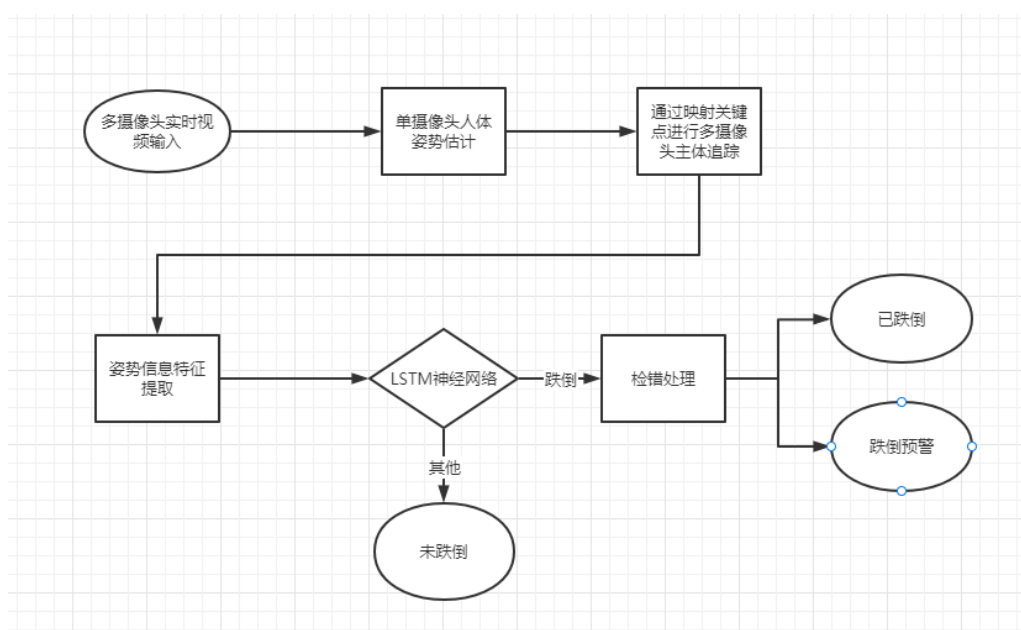 多摄像头实时视
频输入
单摄像头人体
姿势估计
通过映射关键
点进行多摄像
头主体追踪
姿势信息特征
提取
LSTM神经网络
跌倒
检错处理
已跌倒
跌倒预警
其他
未跌倒